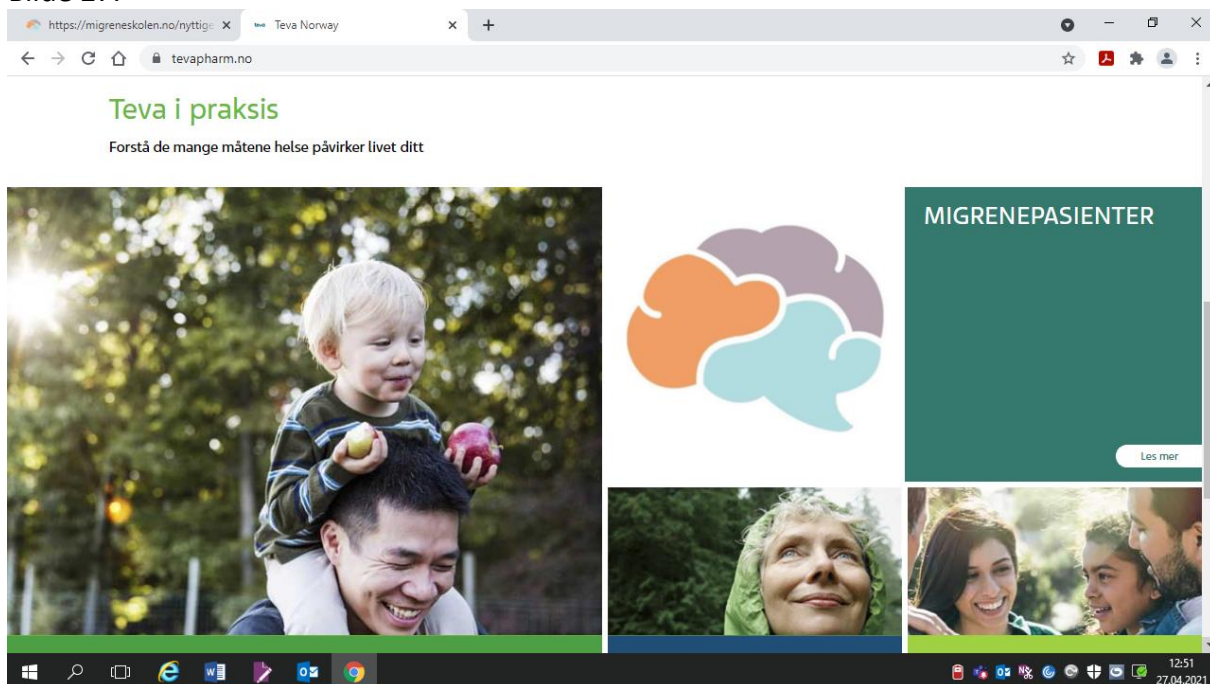 https://migreneskolen.no/nyttige
Teva Norway
tevapharm.no
Teva i praksis
Forstå de mange måtene helse påvirker livet ditt
MIGRENEPASIENTER
Les mer
12:51
27.04.2021